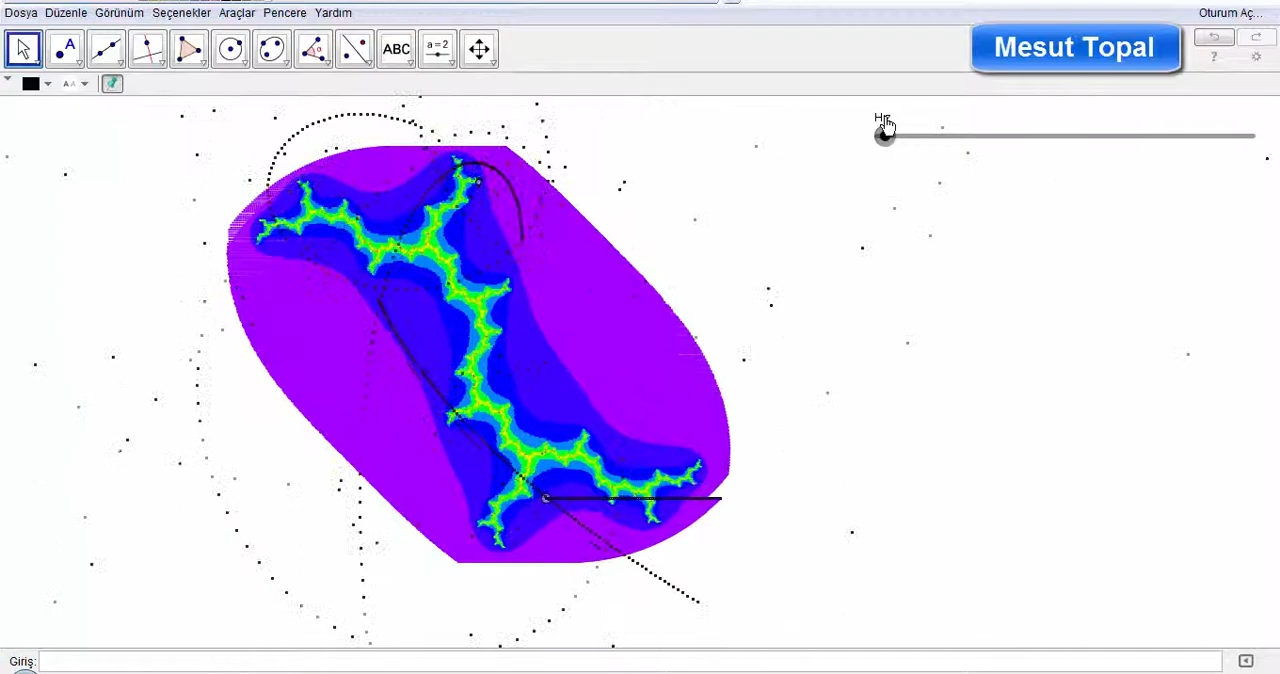 Dosya Düzenle Görünüm Seçenekler Araçlar Pencere Yardım Oturum Aç...
A ABC a=2
Mesut Topal
?
A A
Giriş: